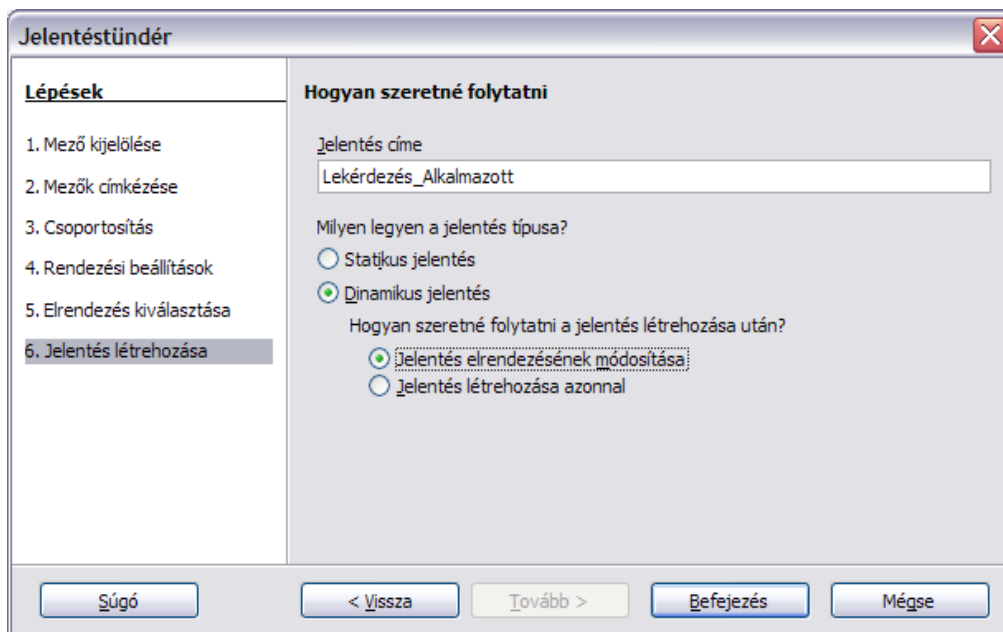 Jelentéstündér
Lépések
1. Mező kijelölése
2. Mezők címkézése
3. Csoportosítás
4. Rendezési beállítások
5. Elrendezés kiválasztása
6. Jelentés létrehozása
Hogyan szeretné folytatni
Jelentés címe
Lekérdezés_Alkalmazott
Milyen legyen a jelentés típusa?
Statikus jelentés
Dinamikus jelentés
Hogyan szeretné folytatni a jelentés létrehozása után?
Jelentés elrendezésének módosítása
Jelentés létrehozása azonnal
Súgó
< Vissza
Tovább >
Befejezés
Mégse